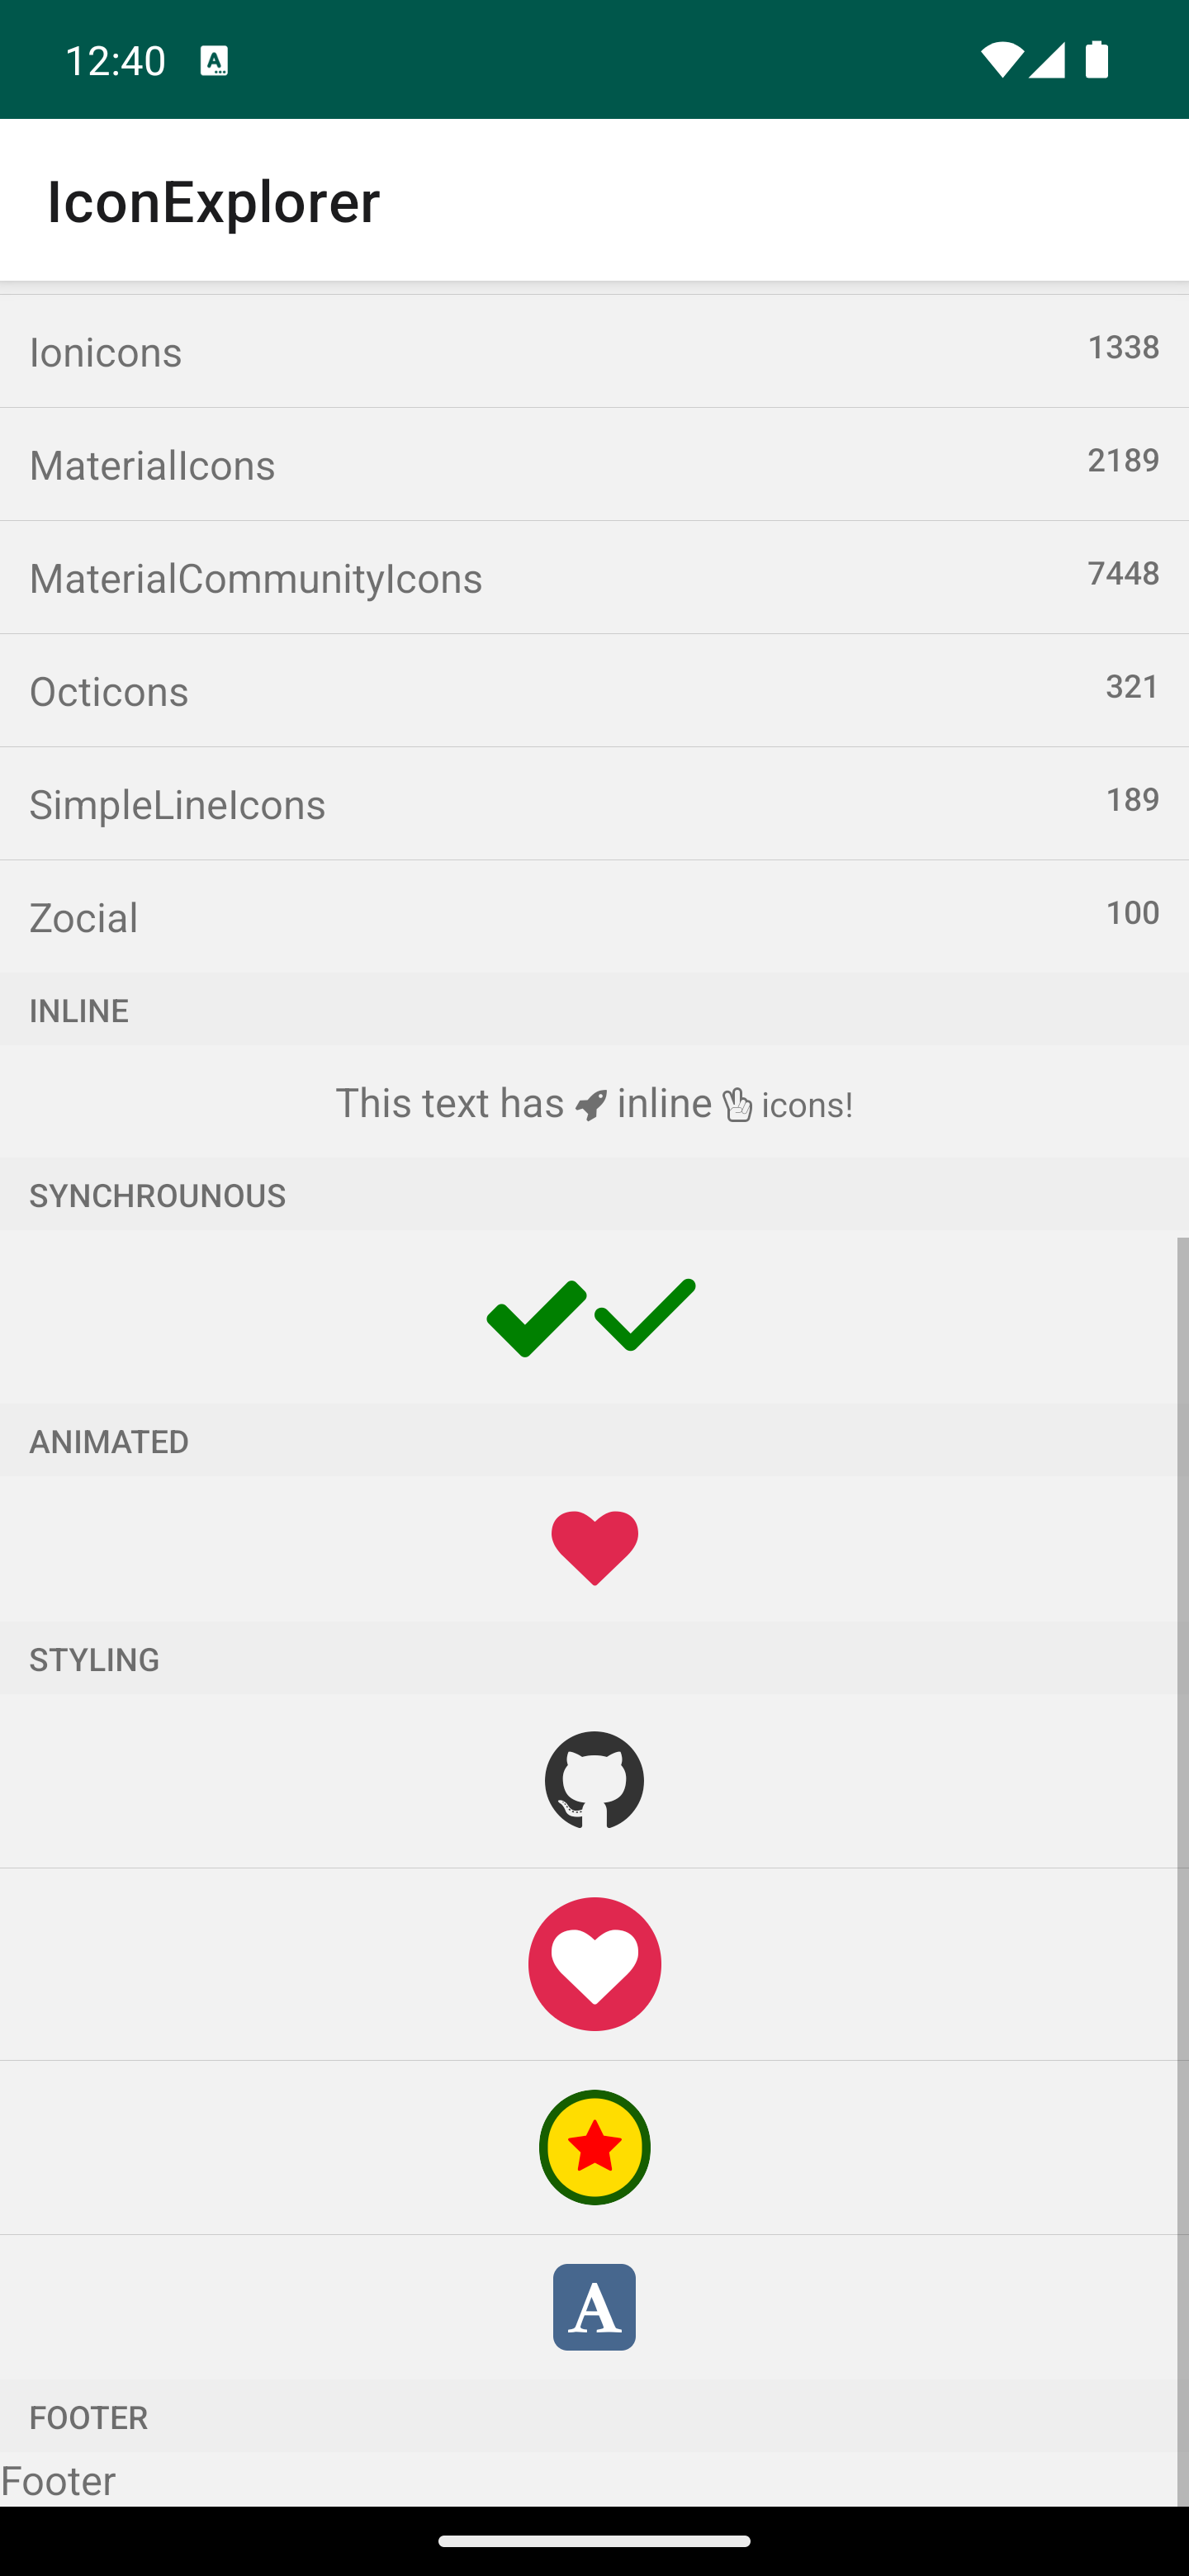 12:40
IconExplorer
Ionicons 1338
MaterialIcons 2189
MaterialCommunityIcons 7448
Octicons 321
SimpleLineIcons 189
Zocial 100
INLINE
This text has inline icons!
SYNCHROUNOUS
ANIMATED
STYLING
A
FOOTER
Footer